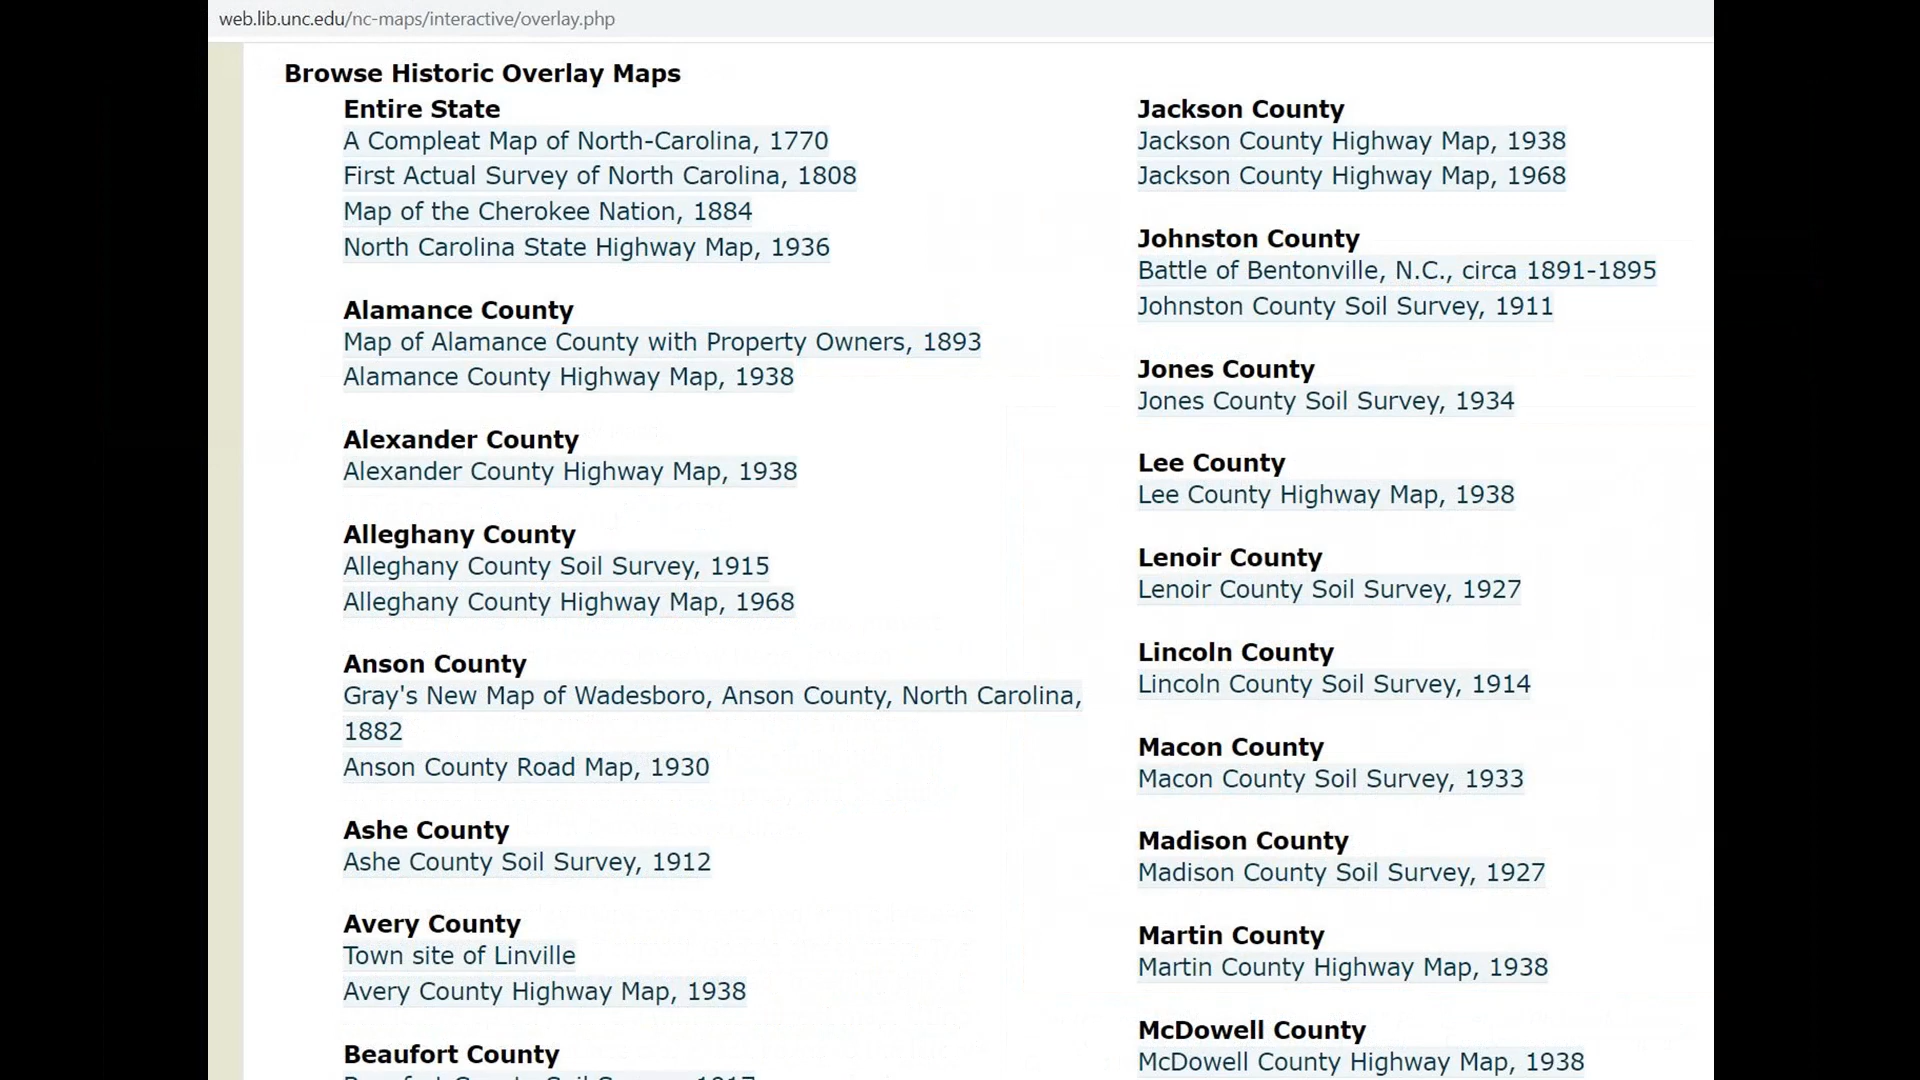 web.lib.unc.edu/nc-maps/interactive/overlay.php
Browse Historic Overlay Maps
Entire State
A Compleat Map of North-Carolina, 1770
First Actual Survey of North Carolina, 1808
Map of the Cherokee Nation, 1884
North Carolina State Highway Map, 1936
Alamance County
Map of Alamance County with Property Owners, 1893
Alamance County Highway Map, 1938
Alexander County
Alexander County Highway Map, 1938
Alleghany County
Alleghany County Soil Survey, 1915
Alleghany County Highway Map, 1968
Anson County
Gray's New Map of Wadesboro, Anson County, North Carolina,
1882
Anson County Road Map, 1930
Ashe County
Ashe County Soil Survey, 1912
Avery County
Town site of Linville
Avery County Highway Map, 1938
Beaufort County
Jackson County
Jackson County Highway Map, 1938
Jackson County Highway Map, 1968
Johnston County
Battle of Bentonville, N.C., circa 1891-1895
Johnston County Soil Survey, 1911
Jones County
Jones County Soil Survey, 1934
Lee County
Lee County Highway Map, 1938
Lenoir County
Lenoir County Soil Survey, 1927
Lincoln County
Lincoln County Soil Survey, 1914
Macon County
Macon County Soil Survey, 1933
Madison County
Madison County Soil Survey, 1927
Martin County
Martin County Highway Map, 1938
McDowell County
McDowell County Highway Map, 1938